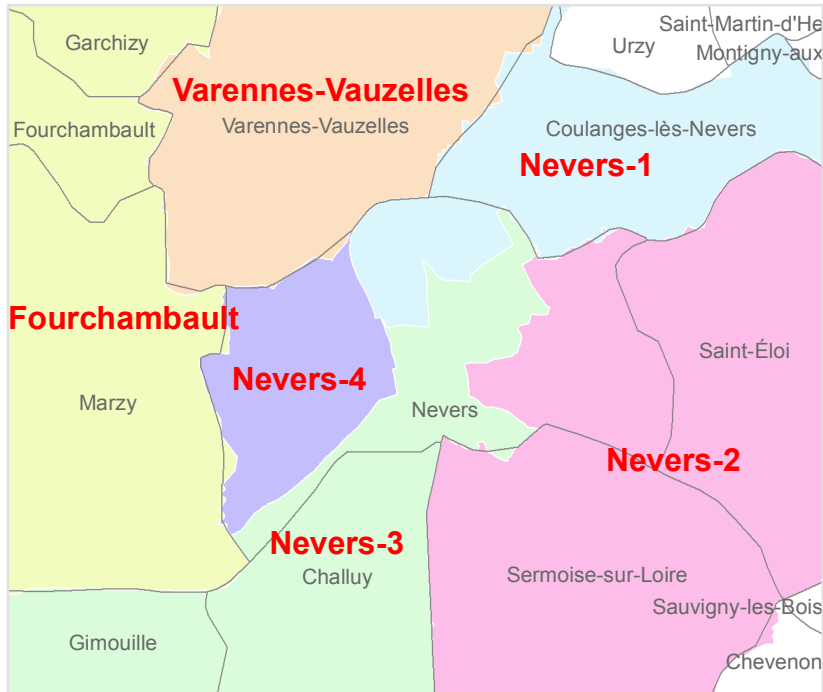 Saint-Martin-d'He
Garchizy
Urzy
Montigny-aux
Varennes-Vauzelles
Fourchambault
Varennes-Vauzelles
Coulanges-lès-Nevers
Nevers-1
Fourchambault
Saint-Éloi
Nevers-4
Marzy
Nevers
Nevers-2
Nevers-3
Challuy
Sermoise-sur-Loire
Sauvigny-les-Bois
Gimouille
Chevenon